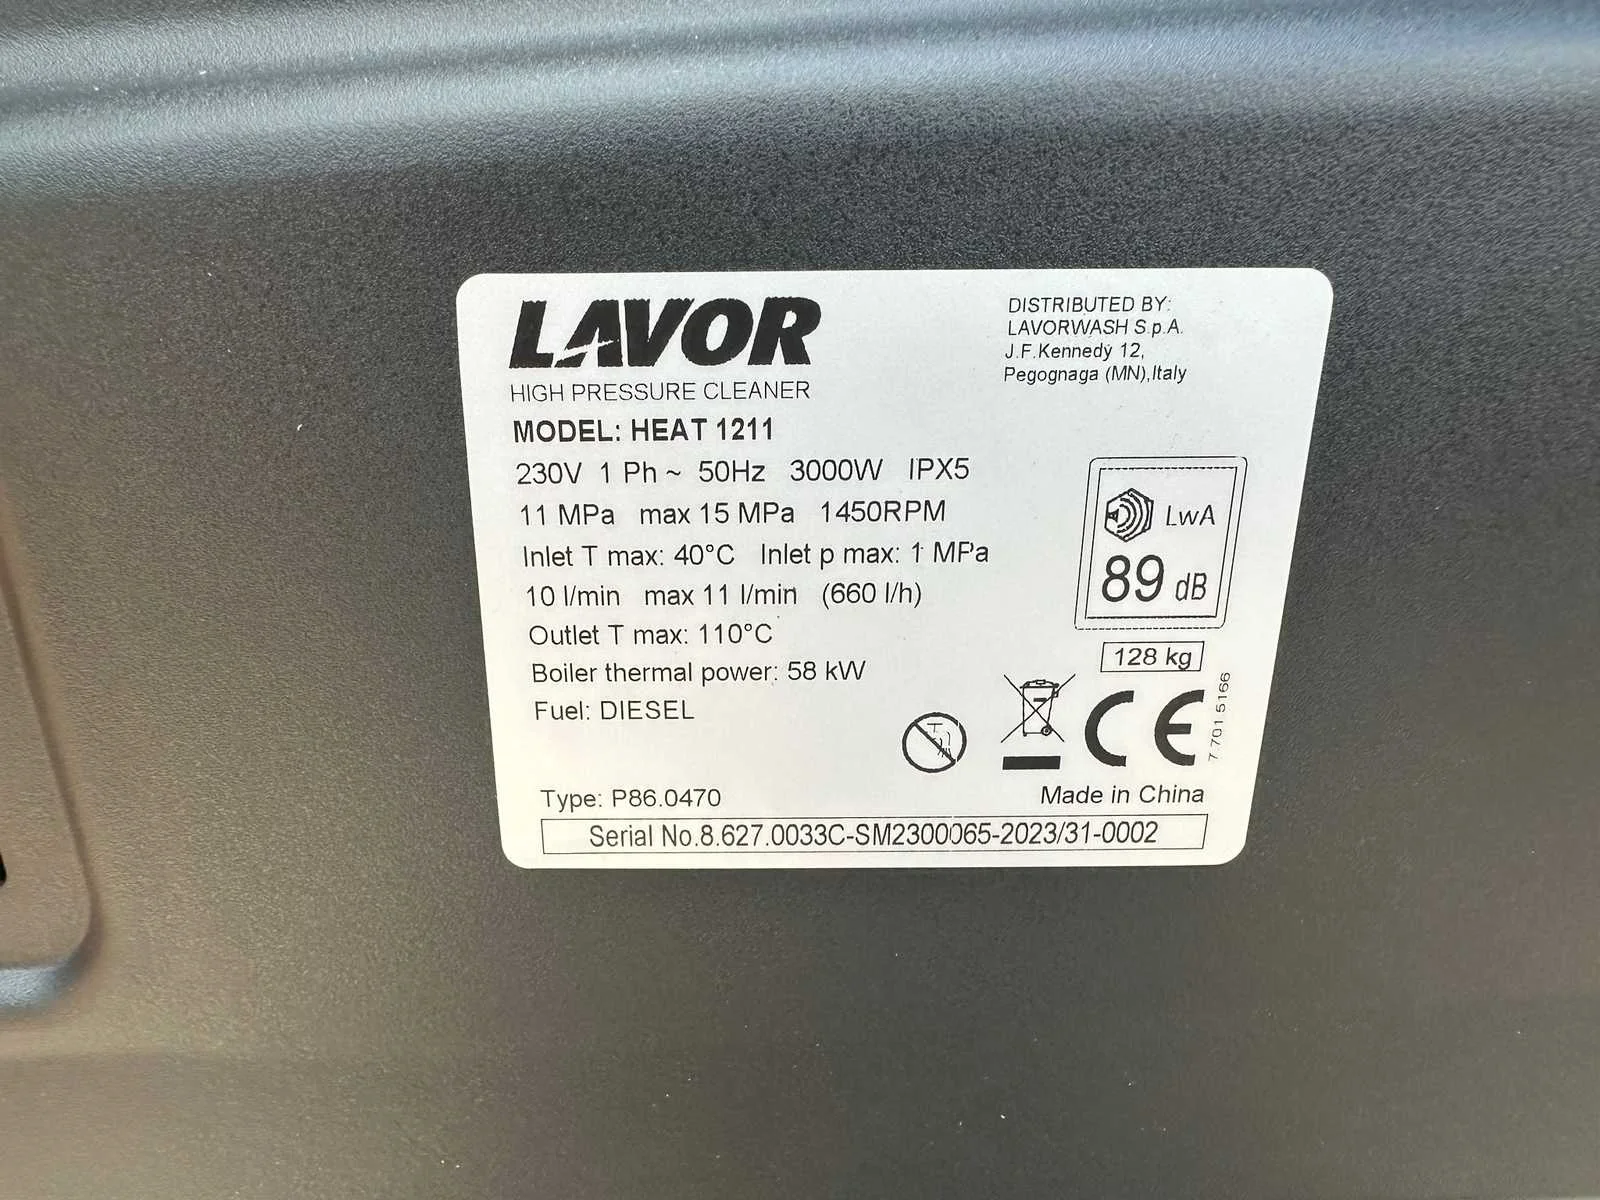 LAVOR
HIGH PRESSURE CLEANER
DISTRIBUTED BY:
LAVORWASH S.p.A.
J.F.Kennedy 12,
Pegognaga (MN),Italy
MODEL: HEAT 1211
230V 1 Ph ~ 50Hz 3000W IPX5
11 MPa max 15 MPa 1450RPM
Inlet T max: 40°C Inlet p max: 1 MPa
10 l/min max 11 l/min (660 l/h)
Outlet T max: 110°C
Boiler thermal power: 58 kW
Fuel: DIESEL
LwA
89 dB
128 kg
CE
7.701.5166
Type: P86.0470
Made in China
Serial No.8.627.0033C-SM2300065-2023/31-0002